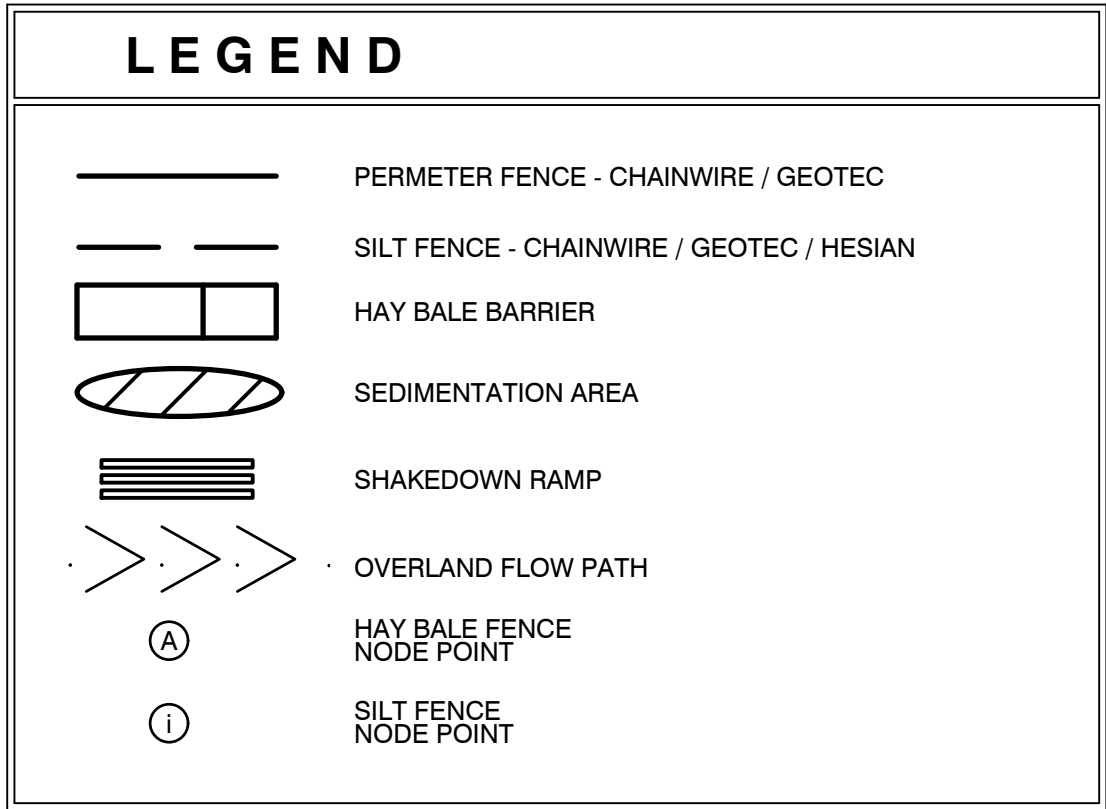 LEGEND
PERMETER FENCE - CHAINWIRE / GEOTEC
SILT FENCE - CHAINWIRE / GEOTEC / HESIAN
HAY BALE BARRIER
SEDIMENTATION AREA
SHAKEDOWN RAMP
OVERLAND FLOW PATH
A
HAY BALE FENCE
NODE POINT
i
SILT FENCE
NODE POINT